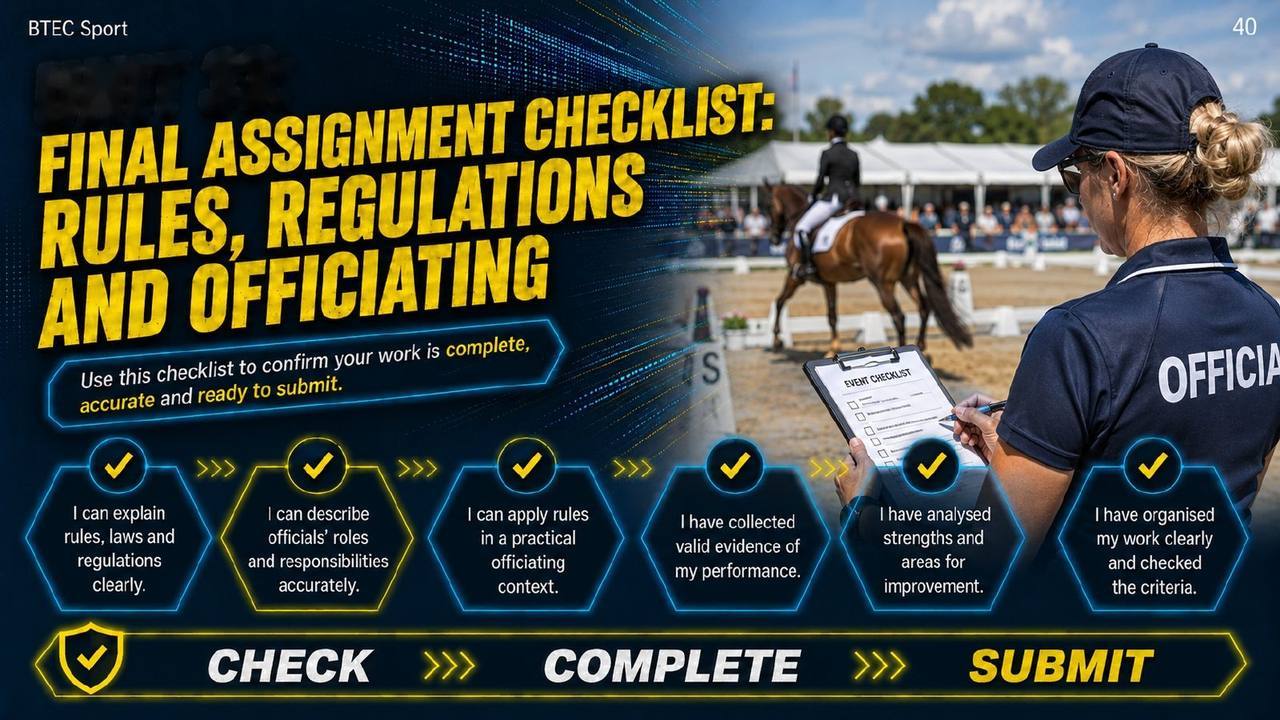 BTEC Sport
40
FINAL ASSIGNMENT CHECKLIST:
RULES, REGULATIONS
AND OFFICIATING
Use this checklist to confirm your work is complete,
accurate and ready to submit.
S
EVENT CHECKLIST
OFFICIA
I can explain
rules, laws and
regulations
clearly.
I can describe
officials' roles
and responsibilities
accurately.
I can apply rules
in a practical
officiating
context.
I have collected
valid evidence of
my performance.
I have analysed
strengths and
areas for
improvement.
I have organised
my work clearly
and checked
the criteria.
CHECK
COMPLETE
SUBMIT